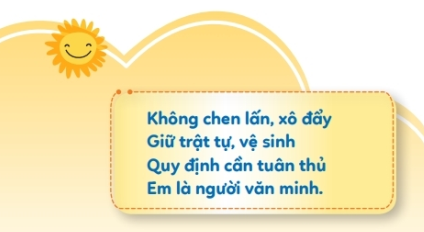 Không chen lấn, xô đẩy
Giữ trật tự, vệ sinh
Quy định cần tuân thủ
Em là người văn minh.